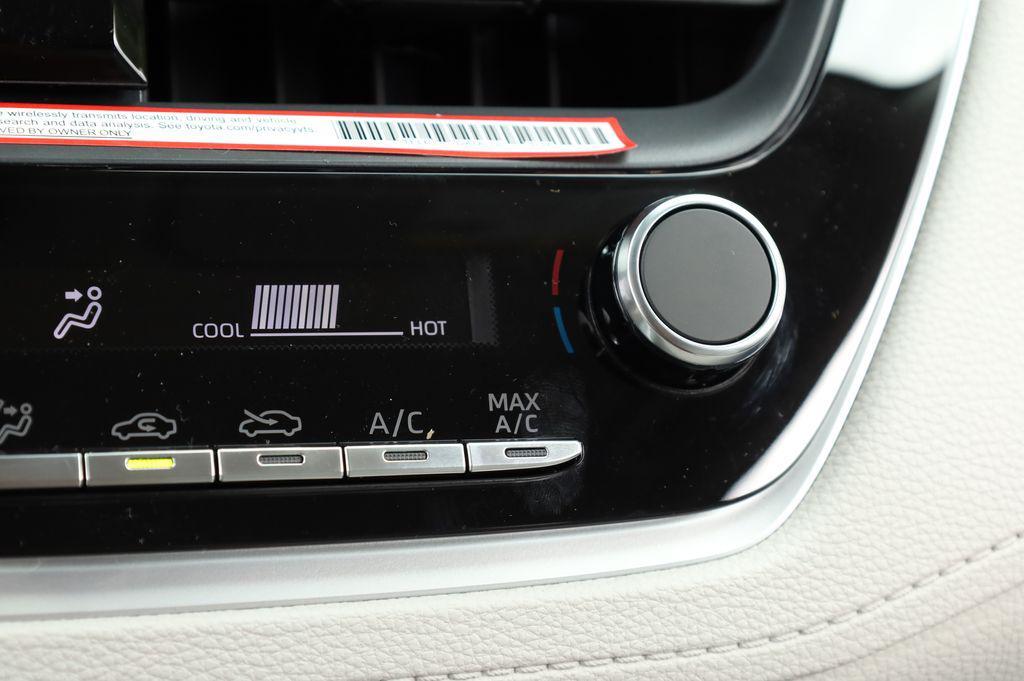 wirelessly transmits location, driving and vehicle
search and data analysis. See toyota.com/privacyvts.
VED BY OWNER ONLY
COOL HOT
MAX
A/C A/C